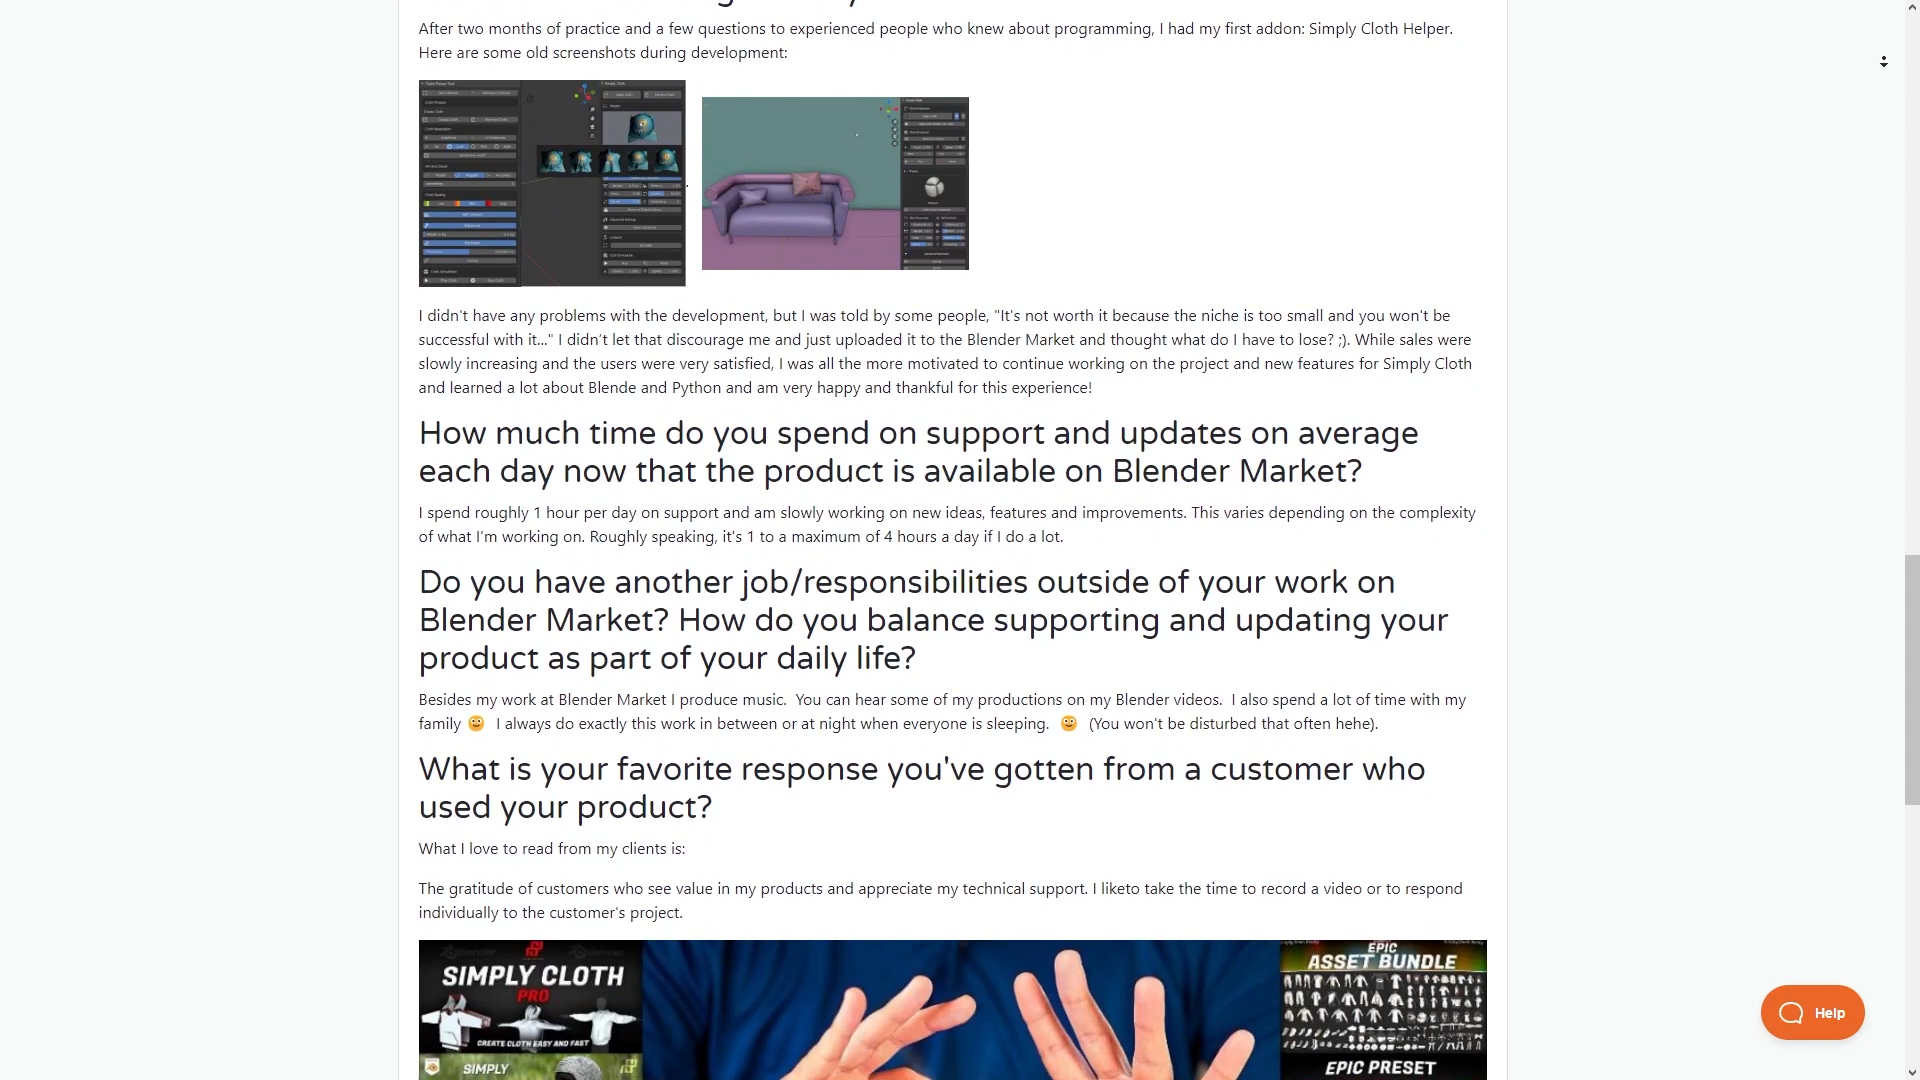 After two months of practice and a few questions to experienced people who knew about programming, I had my first addon: Simply Cloth Helper.
Here are some old screenshots during development:
I didn't have any problems with the development, but I was told by some people, "It's not worth it because the niche is too small and you won't be
successful with it..." I didn’t let that discourage me and just uploaded it to the Blender Market and thought what do I have to lose? ;). While sales were
slowly increasing and the users were very satisfied, I was all the more motivated to continue working on the project and new features for Simply Cloth
and learned a lot about Blende and Python and am very happy and thankful for this experience!
How much time do you spend on support and updates on average
each day now that the product is available on Blender Market?
I spend roughly 1 hour per day on support and am slowly working on new ideas, features and improvements. This varies depending on the complexity
of what I'm working on. Roughly speaking, it's 1 to a maximum of 4 hours a day if I do a lot.
Do you have another job/responsibilities outside of your work on
Blender Market? How do you balance supporting and updating your
product as part of your daily life?
Besides my work at Blender Market I produce music.  You can hear some of my productions on my Blender videos.  I also spend a lot of time with my
family 🙂 I always do exactly this work in between or at night when everyone is sleeping. 🙂 (You won't be disturbed that often hehe).
What is your favorite response you've gotten from a customer who
used your product?
What I love to read from my clients is:
The gratitude of customers who see value in my products and appreciate my technical support. I liketo take the time to record a video or to respond
individually to the customer's project.
SIMPLY CLOTH
PRO
CREATE CLOTH EASY AND FAST
SIMPLY
EPIC
ASSET BUNDLE
EPIC PRESET
Help